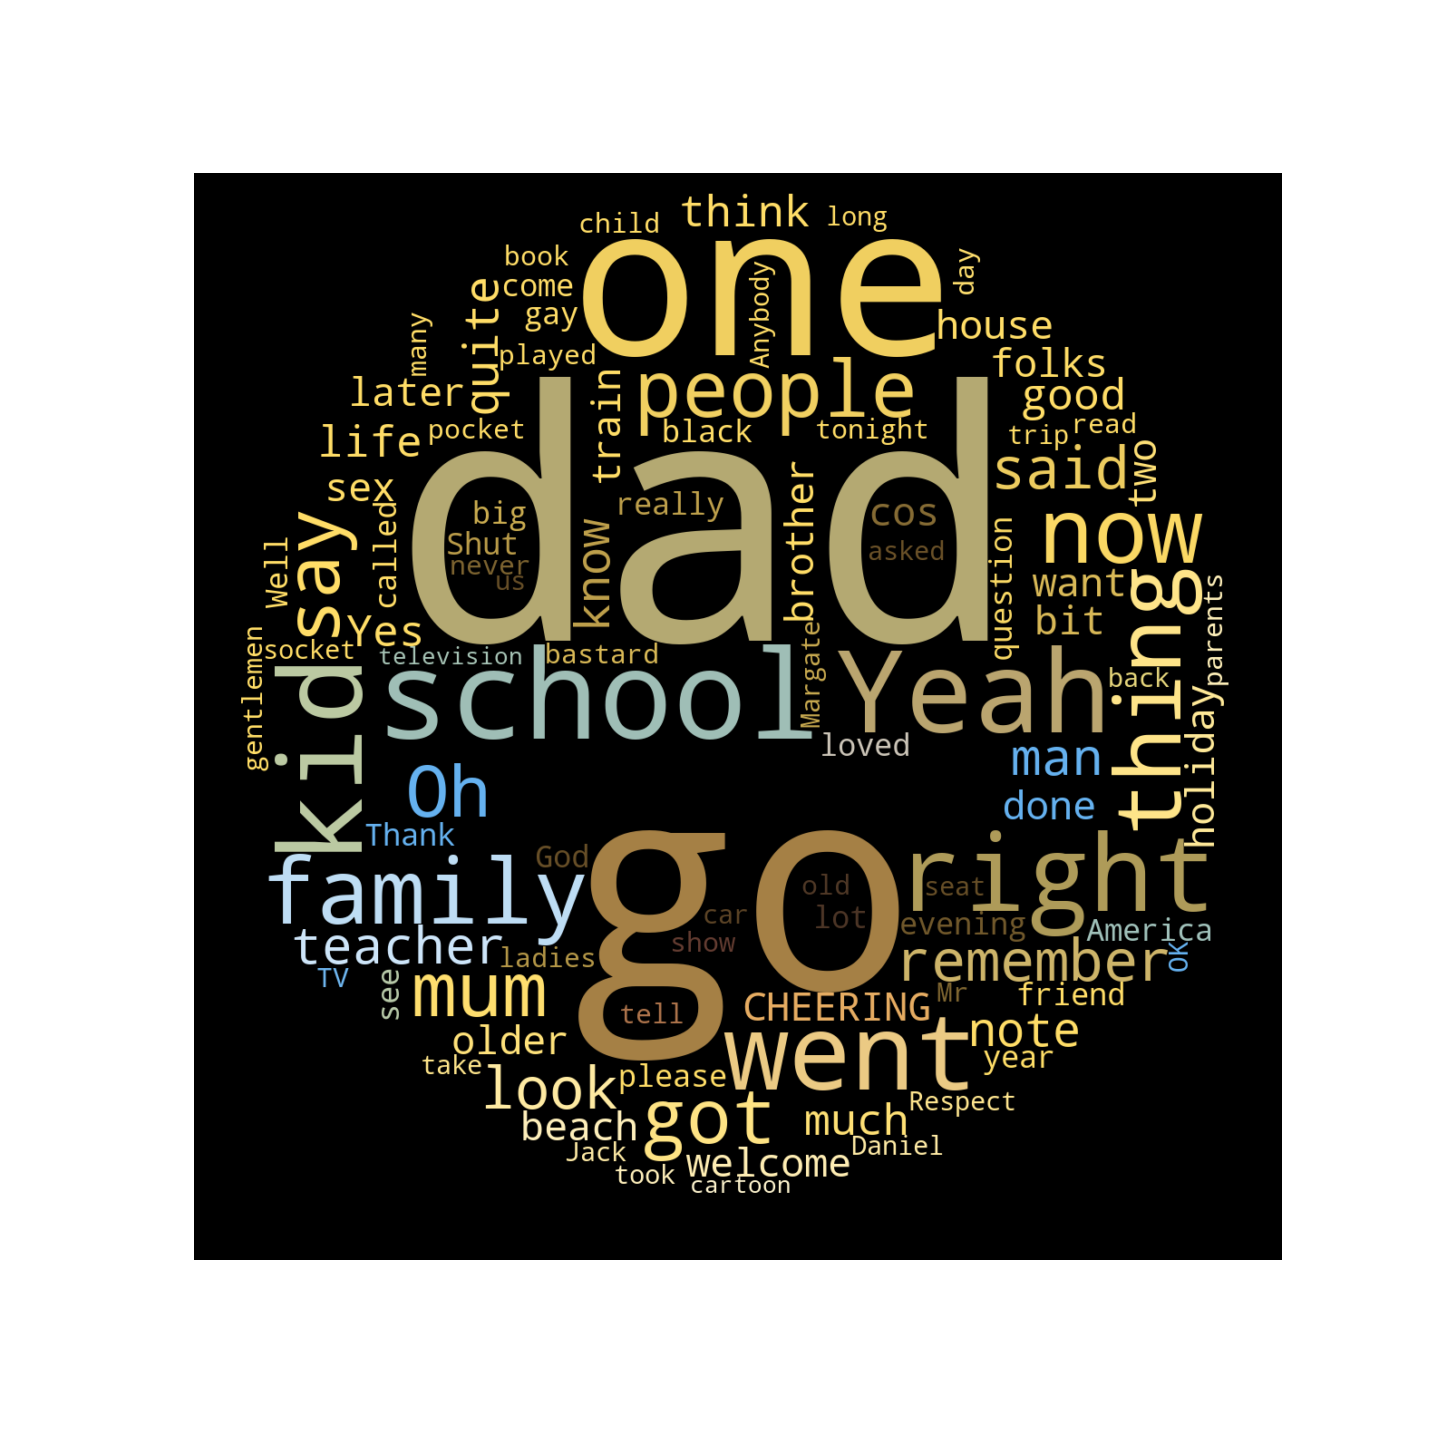 think
child
long
one
book
come
day
gay
Anybody
quite
house
many
played
folks
people
train
later
good
dad
pocket
black
tonight
trip
read
life
said
two
sex
really
big
cos
now
called
Shut
know
brother
asked
question
say
never
us
want
Well
thing
bit
Yes
parents
socket
television
bastard
Margate
gentlemen
kid
school
Yeah
back
loved
man
holiday
Oh
done
Thank
go
right
God
family
old
seat
car
lot
evening
America
teacher
show
ladies
remember
OK
TV
see
mum
Mr
friend
CHEERING
tell
note
older
went
year
take
please
look
got
much
Respect
beach
Daniel
Jack
welcome
took
cartoon